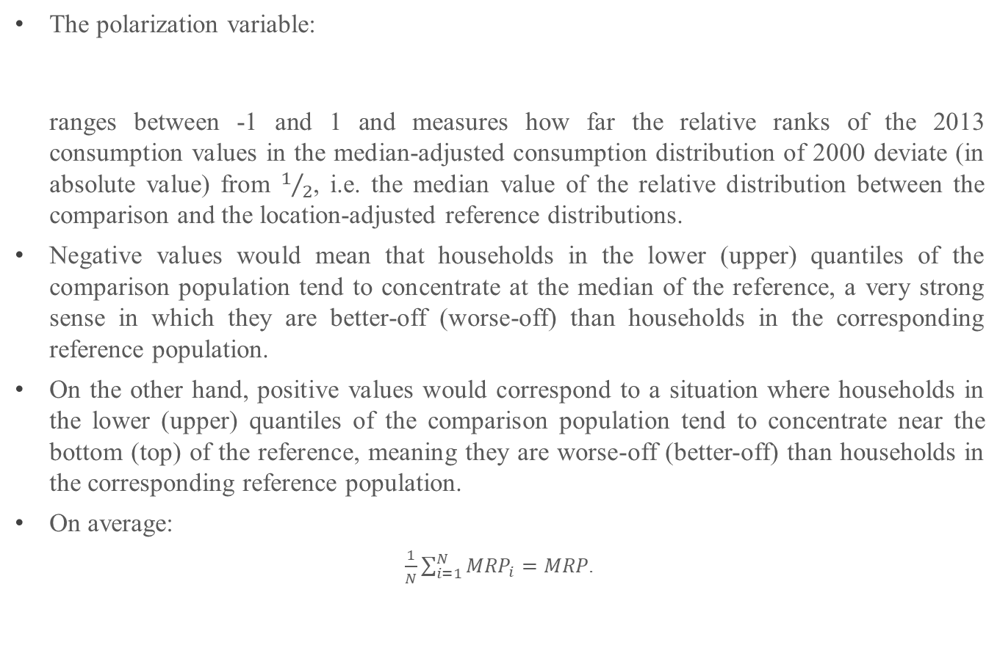 • The polarization variable:
ranges between -1 and 1 and measures how far the relative ranks of the 2013
consumption values in the median-adjusted consumption distribution of 2000 deviate (in
absolute value) from 1/2, i.e. the median value of the relative distribution between the
comparison and the location-adjusted reference distributions.
• Negative values would mean that households in the lower (upper) quantiles of the
comparison population tend to concentrate at the median of the reference, a very strong
sense in which they are better-off (worse-off) than households in the corresponding
reference population.
• On the other hand, positive values would correspond to a situation where households in
the lower (upper) quantiles of the comparison population tend to concentrate near the
bottom (top) of the reference, meaning they are worse-off (better-off) than households in
the corresponding reference population.
• On average:
1/N ∑_{i=1}^{N} MRP_i = MRP.